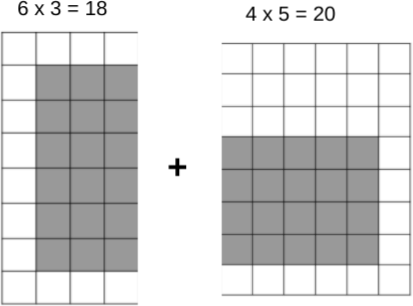 6 x 3 = 18
4 x 5 = 20
+